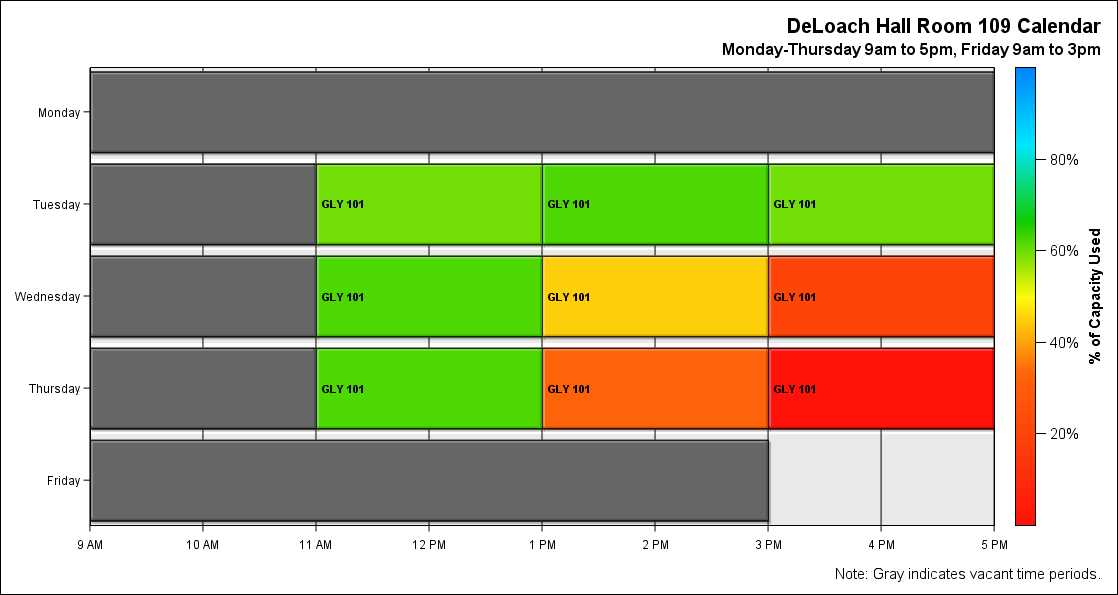 DeLoach Hall Room 109 Calendar
Monday-Thursday 9am to 5pm, Friday 9am to 3pm
Monday
Tuesday
GLY 101
GLY 101
GLY 101
Wednesday
GLY 101
GLY 101
GLY 101
Thursday
GLY 101
GLY 101
GLY 101
Friday
9 AM
10 AM
11 AM
12 PM
1 PM
2 PM
3 PM
4 PM
5 PM
80%
60%
40%
20%
% of Capacity Used
Note: Gray indicates vacant time periods.